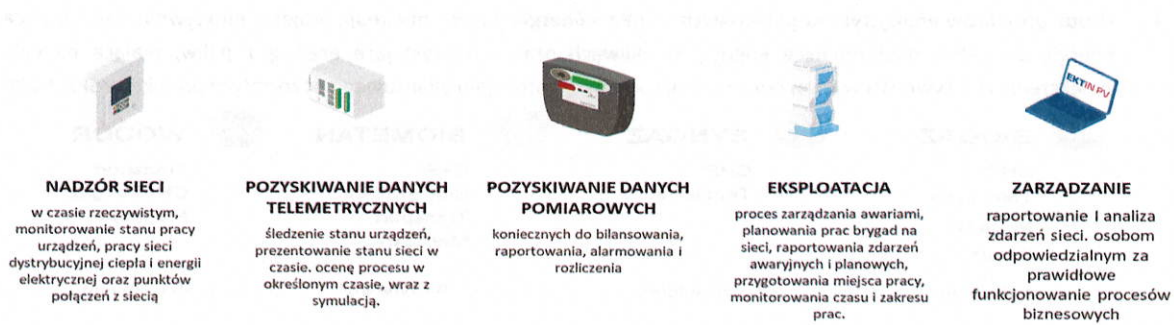 EKTIN PV
NADZÓR SIECI
w czasie rzeczywistym,
monitorowanie stanu pracy
urządzeń, pracy sieci
dystrybucyjnej ciepła i energii
elektrycznej oraz punktów
połączeń z siecią
POZYSKIWANIE DANYCH
TELEMETRYCZNYCH
śledzenie stanu urządzeń,
prezentowanie stanu sieci w
czasie. ocenę procesu w
określonym czasie, wraz z
symulacją.
POZYSKIWANIE DANYCH
POMIAROWYCH
koniecznych do bilansowania,
raportowania, alarmowania i
rozliczenia
EKSPLOATACJA
proces zarządzania awariami,
planowania prac brygad na
sieci, raportowania zdarzeń
awaryjnych i planowych,
przygotowania miejsca pracy,
monitorowania czasu i zakresu
prac.
ZARZĄDZANIE
raportowanie I analiza
zdarzeń sieci. osobom
odpowiedzialnym za
prawidłowe
funkcjonowanie procesów
biznesowych